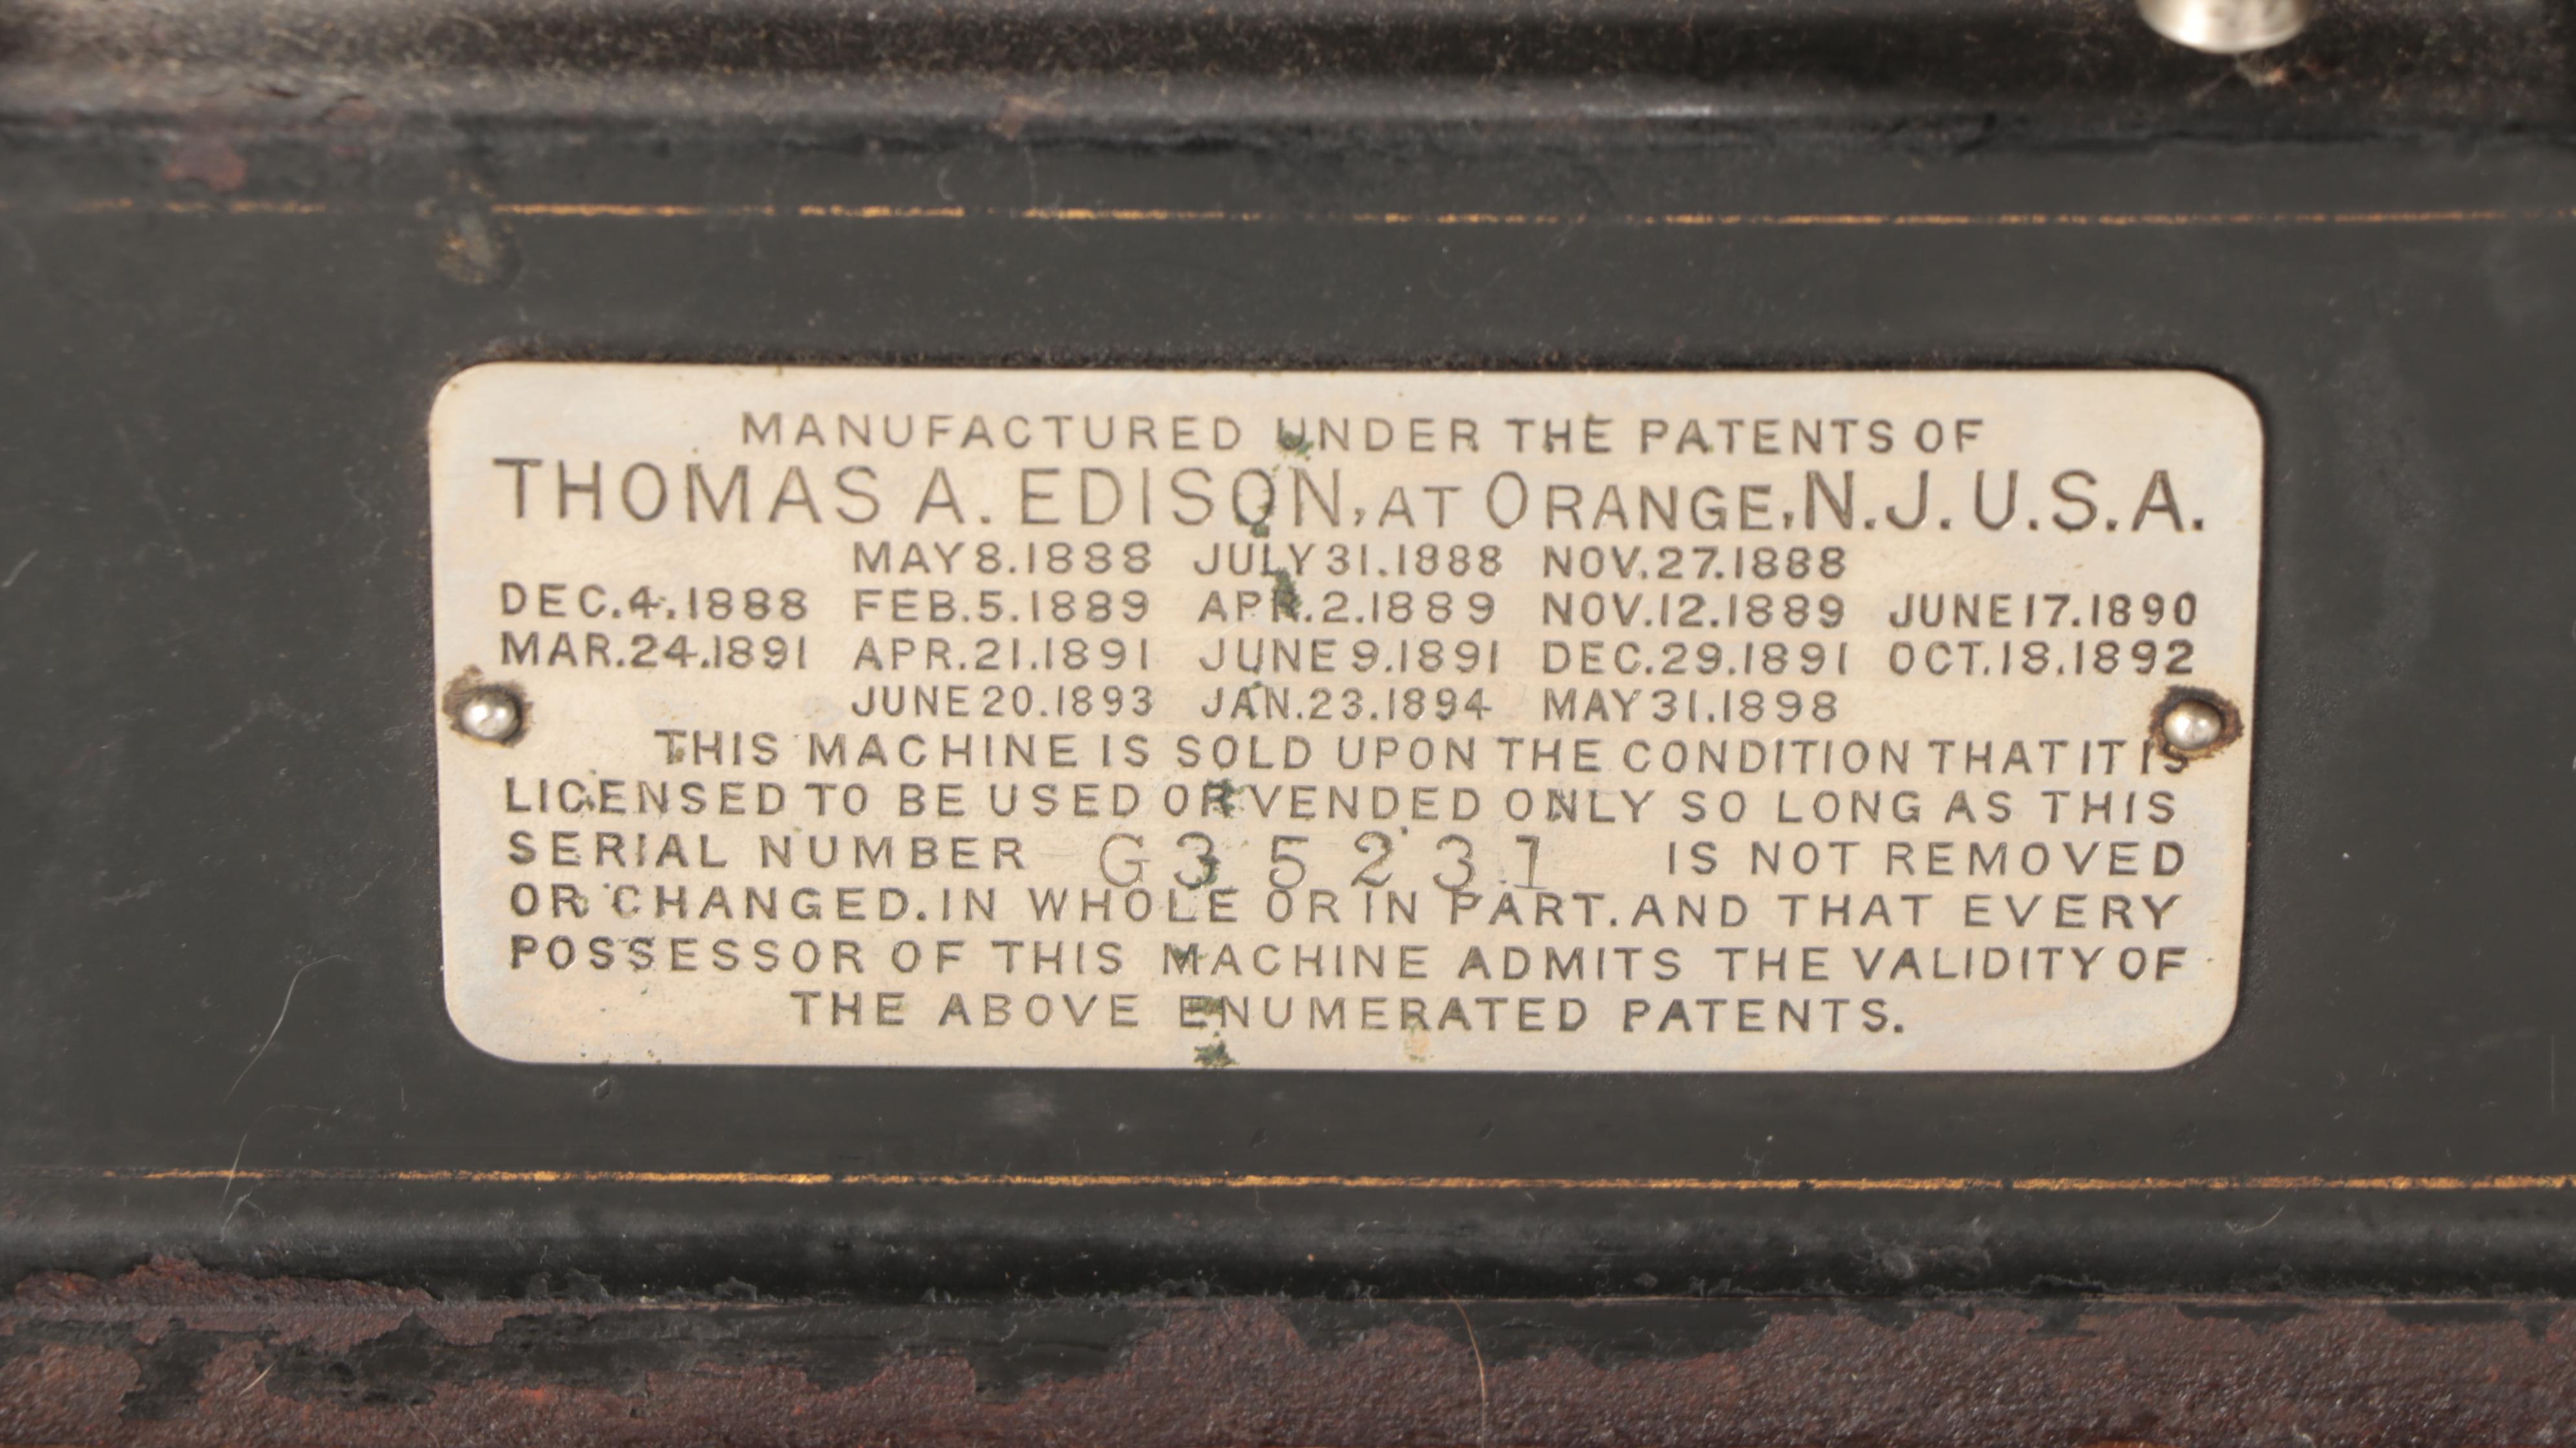 MANUFACTURED UNDER THE PATENTS OF
THOMAS A. EDISON, AT ORANGE, N.J. U.S.A.
MAY 8.1888 JULY 31.1888 NOV.27.1888
DEC.4.1888 FEB.5.1889 APR.2.1889 NOV.12.1889 JUNE 17.1890
MAR.24.1891 APR.21.1891 JUNE 9.1891 DEC.29.1891 OCT.18.1892
JUNE 20.1893 JAN.23.1894 MAY 31.1898
THIS MACHINE IS SOLD UPON THE CONDITION THAT IT IS
LICENSED TO BE USED OR VENDED ONLY SO LONG AS THIS
SERIAL NUMBER G35231 IS NOT REMOVED
OR CHANGED. IN WHOLE OR IN PART. AND THAT EVERY
POSSESSOR OF THIS MACHINE ADMITS THE VALIDITY OF
THE ABOVE ENUMERATED PATENTS.